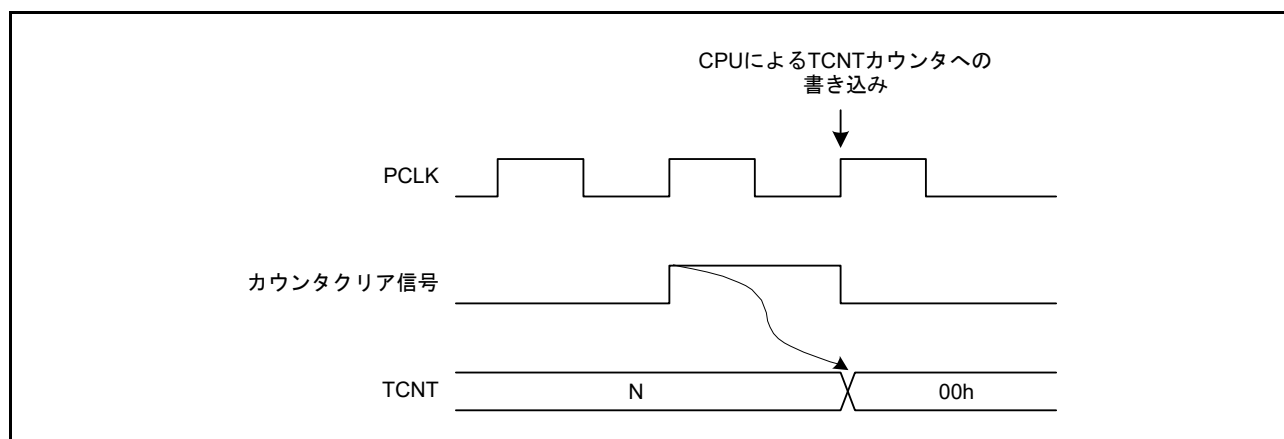 CPUによるTCNTカウンタへの
書き込み
PCLK
カウンタクリア信号
TCNT
N
00h